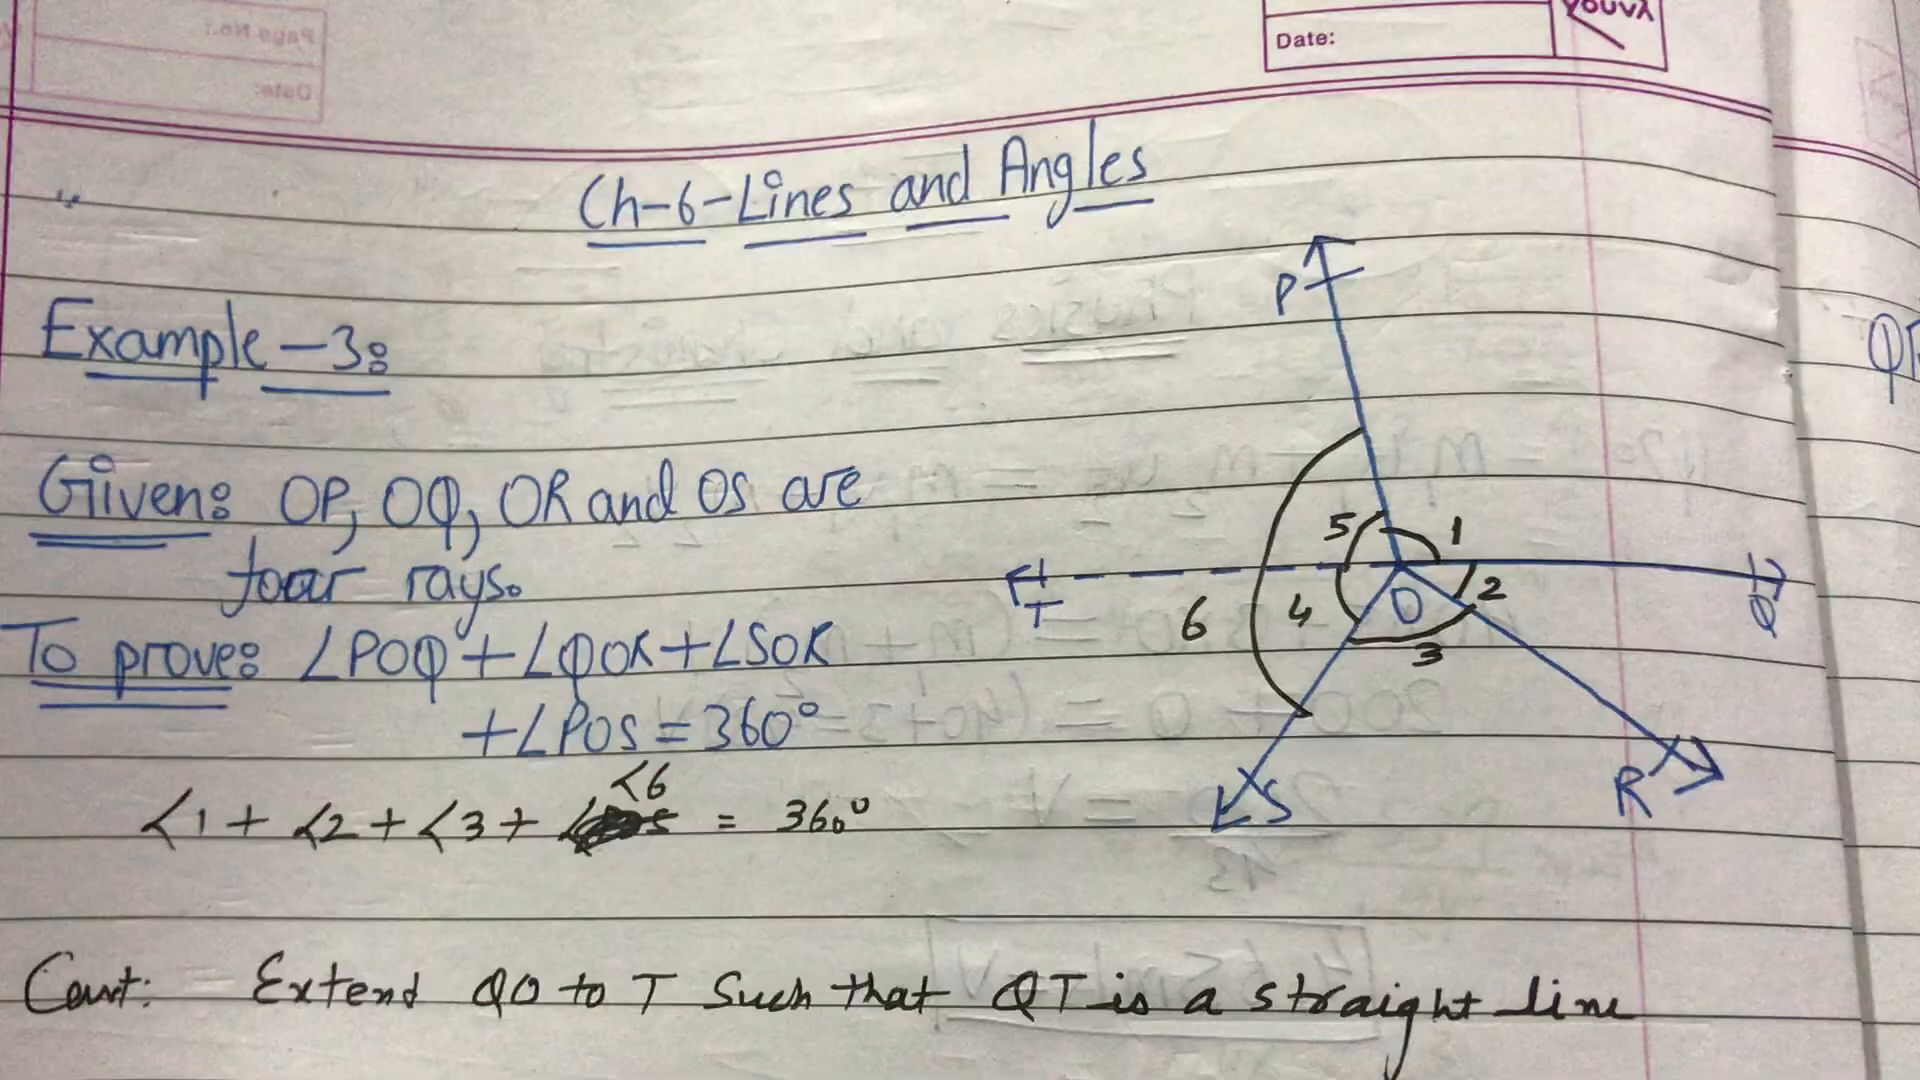 Youva
Date:
Ch-6-Lines and Angles
Example-3:
Given: OP, OQ, OR and OS are
four rays.
To prove: ∠POQ + ∠QOR + ∠SOR
+ ∠POS = 360°
∠6
∠1 + ∠2 + ∠3 + = 360°
Const: Extend QO to T Such that QT is a straight line
P
5 1
T 6 4 O 2 Q
3
S R